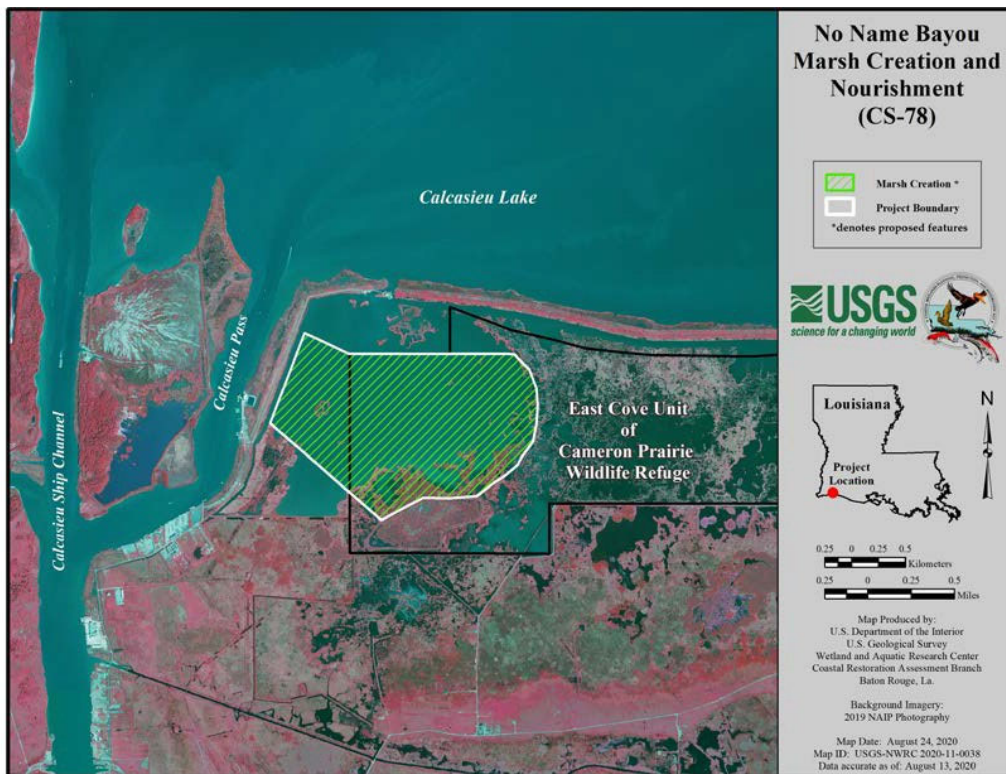 No Name Bayou
Marsh Creation and
Nourishment
(CS-78)
Marsh Creation *
Project Boundary
*denotes proposed features
USGS
science for a changing world
Louisiana
N
Project
Location
0.25 0 0.25 0.5
Kilometers
0.25 0 0.25 0.5
Miles
Map Produced by:
U.S. Department of the Interior
U.S. Geological Survey
Wetland and Aquatic Research Center
Coastal Restoration Assessment Branch
Baton Rouge, La.
Background Imagery:
2019 NAIP Photography
Map Date: August 24, 2020
Map ID: USGS-NWRC 2020-11-0038
Data accurate as of: August 13, 2020
Calcasieu Lake
Calcasieu Pass
Calcasieu Ship Channel
East Cove Unit
of
Cameron Prairie
Wildlife Refuge